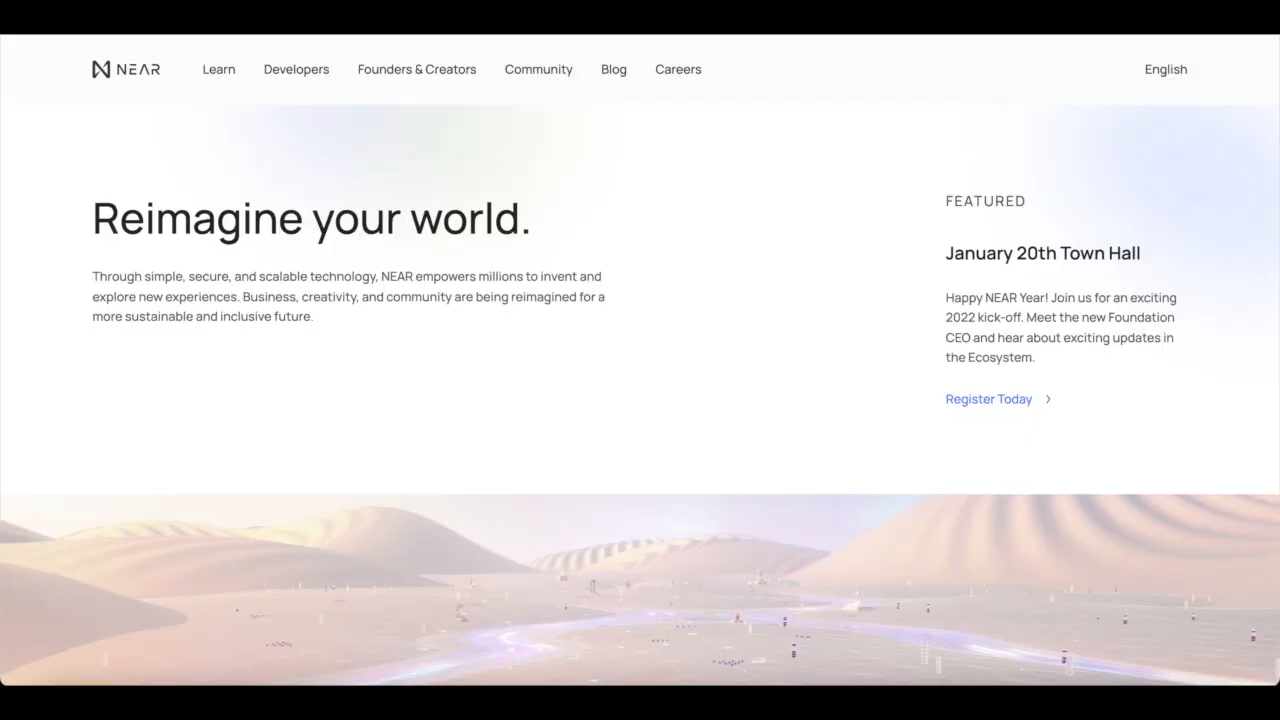 NEAR
Learn
Developers
Founders & Creators
Community
Blog
Careers
English
Reimagine your world.
Through simple, secure, and scalable technology, NEAR empowers millions to invent and
explore new experiences. Business, creativity, and community are being reimagined for a
more sustainable and inclusive future.
FEATURED
January 20th Town Hall
Happy NEAR Year! Join us for an exciting
2022 kick-off. Meet the new Foundation
CEO and hear about exciting updates in
the Ecosystem.
Register Today